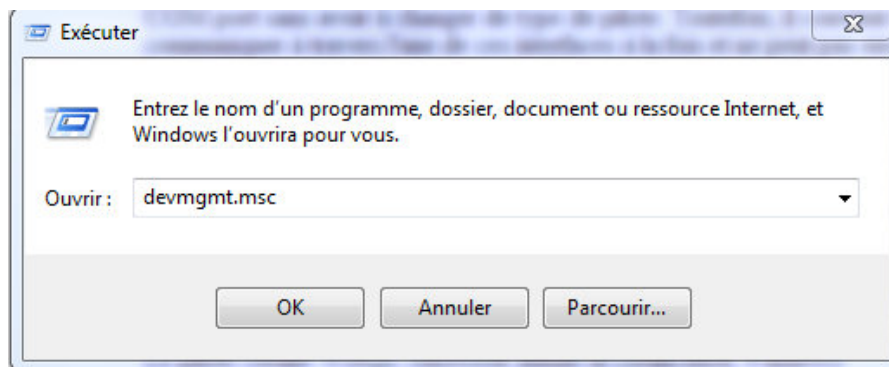 Exécuter
Entrez le nom d'un programme, dossier, document ou ressource Internet, et
Windows l'ouvrira pour vous.
Ouvrir :
devmgmt.msc
OK
Annuler
Parcourir...